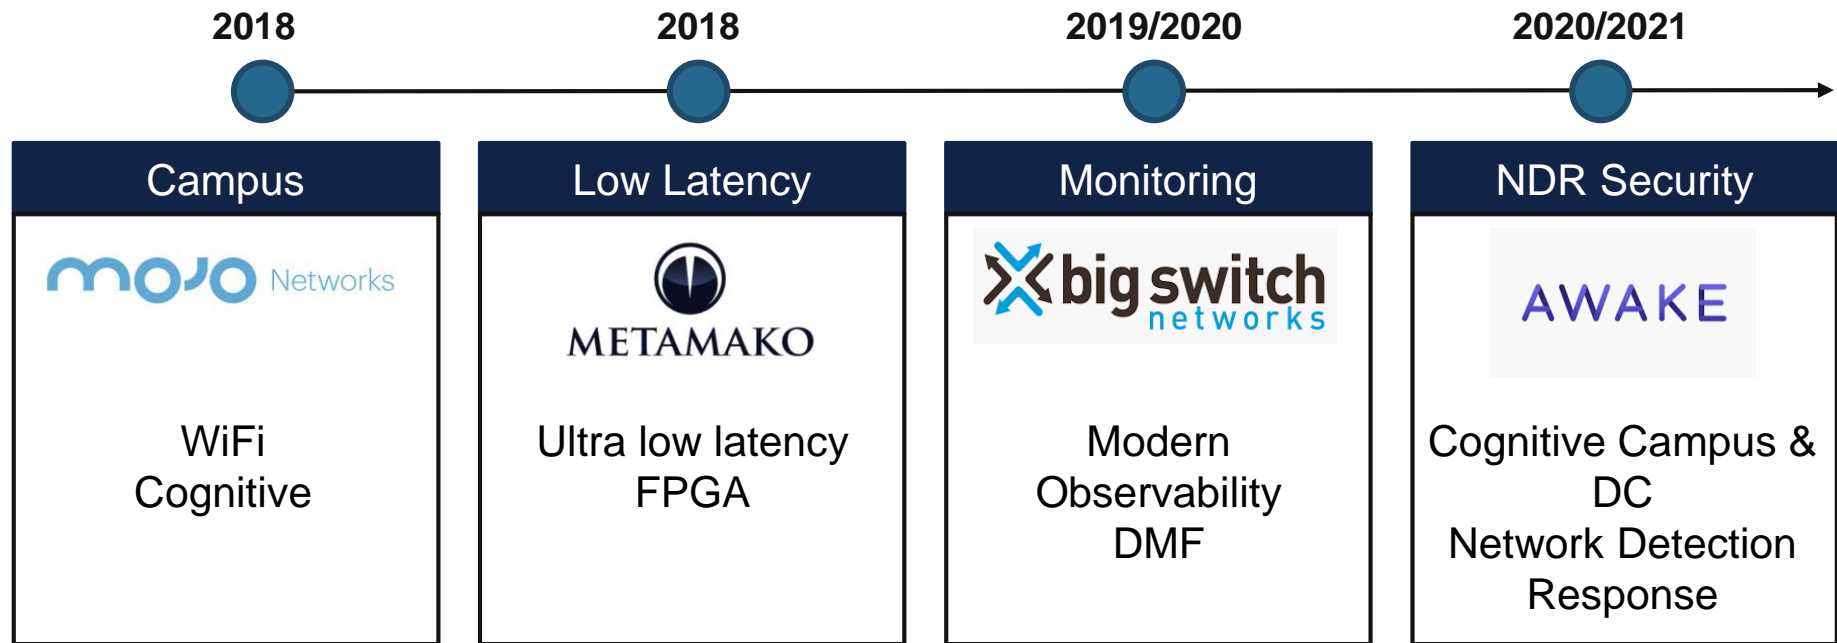 2018
2018
2019/2020
2020/2021
Campus
mojo Networks
WiFi
Cognitive
Low Latency
METAMAKO
Ultra low latency
FPGA
Monitoring
big switch
networks
Modern
Observability
DMF
NDR Security
AWAKE
Cognitive Campus &
DC
Network Detection
Response